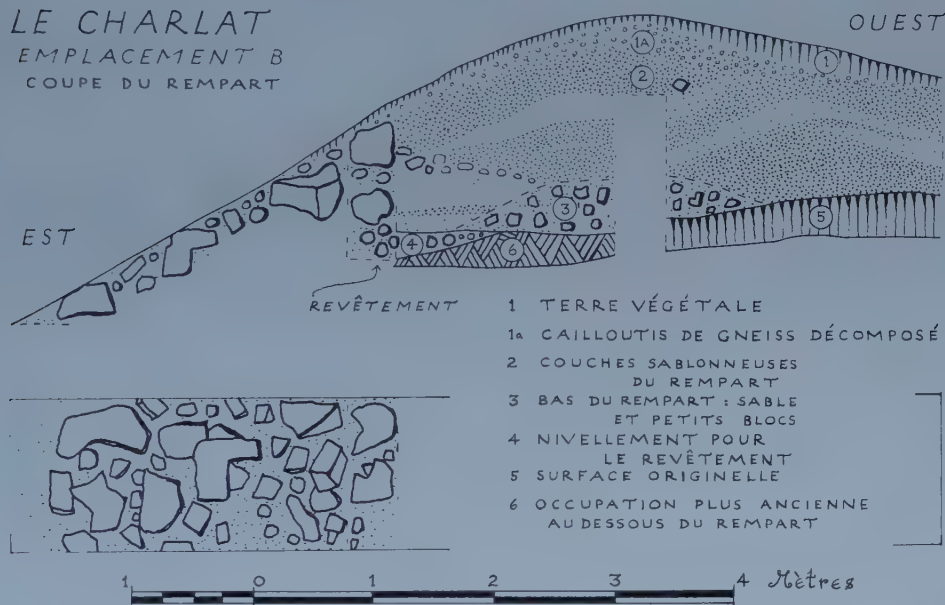 LE CHARLAT
EMPLACEMENT B
COUPE DU REMPART
OUEST
1A
1
2
3
5
EST
4
6
REVÊTEMENT
1 TERRE VÉGÉTALE
1a CAILLOUTIS DE GNEISS DÉCOMPOSÉ
2 COUCHES SABLONNEUSES
DU REMPART
3 BAS DU REMPART : SABLE
ET PETITS BLOCS
4 NIVELLEMENT POUR
LE REVÊTEMENT
5 SURFACE ORIGINELLE
6 OCCUPATION PLUS ANCIENNE
AU DESSOUS DU REMPART
1 0 1 2 3 4 Mètres